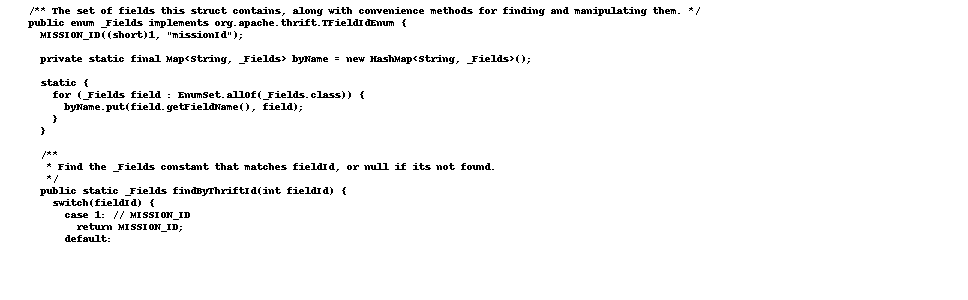 /** The set of fields this struct contains, along with convenience methods for finding and manipulating them. */
public enum _Fields implements org.apache.thrift.TFieldIdEnum {
MISSION_ID((short)1, "missionId");
private static final Map<String, _Fields> byName = new HashMap<String, _Fields>();
static {
for (_Fields field : EnumSet.allOf(_Fields.class)) {
byName.put(field.getFieldName(), field);
}
}
/**
* Find the _Fields constant that matches fieldId, or null if its not found.
*/
public static _Fields findByThriftId(int fieldId) {
switch(fieldId) {
case 1: // MISSION_ID
return MISSION_ID;
default: